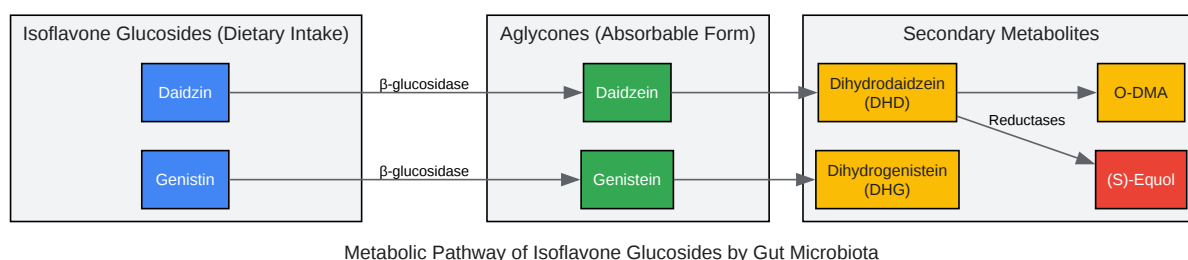 Isoflavone Glucosides (Dietary Intake)
Aglycones (Absorbable Form)
Secondary Metabolites
Daidzin
β-glucosidase
Daidzein
Dihydrodaidzein
(DHD)
O-DMA
Reductases
Genistin
β-glucosidase
Genistein
Dihydrogenistein
(DHG)
(S)-Equol
Metabolic Pathway of Isoflavone Glucosides by Gut Microbiota